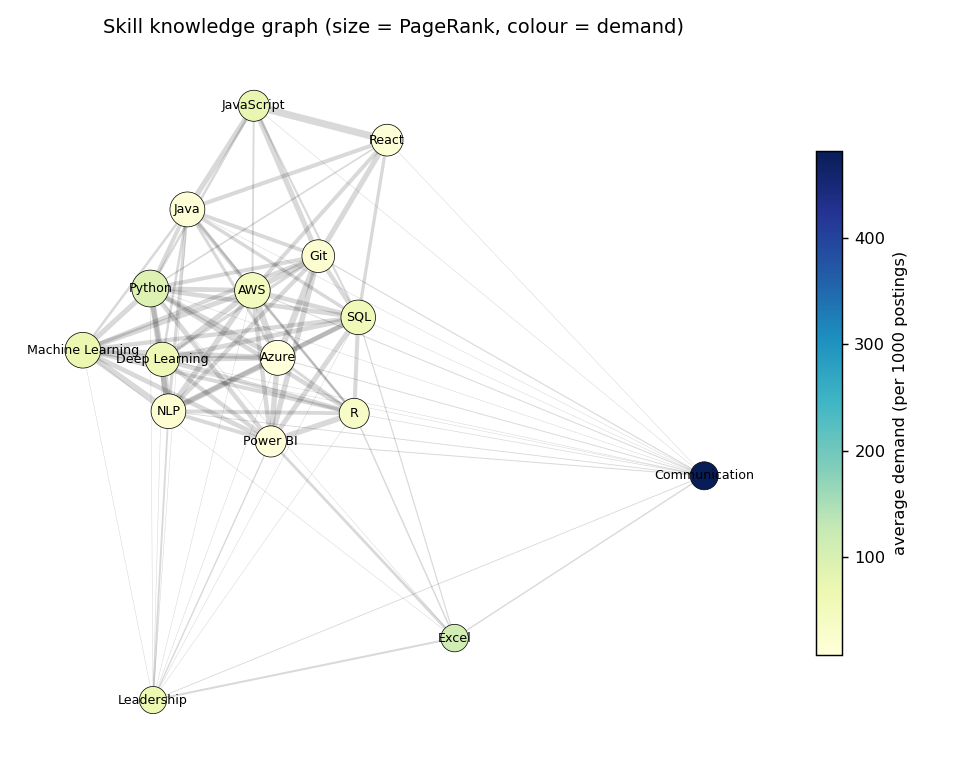 Skill knowledge graph (size = PageRank, colour = demand)
JavaScript
React
Java
Git
Python
AWS
SQL
Machine Learning
Deep Learning
Azure
NLP
R
Power BI
Communication
Excel
Leadership
400
300
200
100
average demand (per 1000 postings)